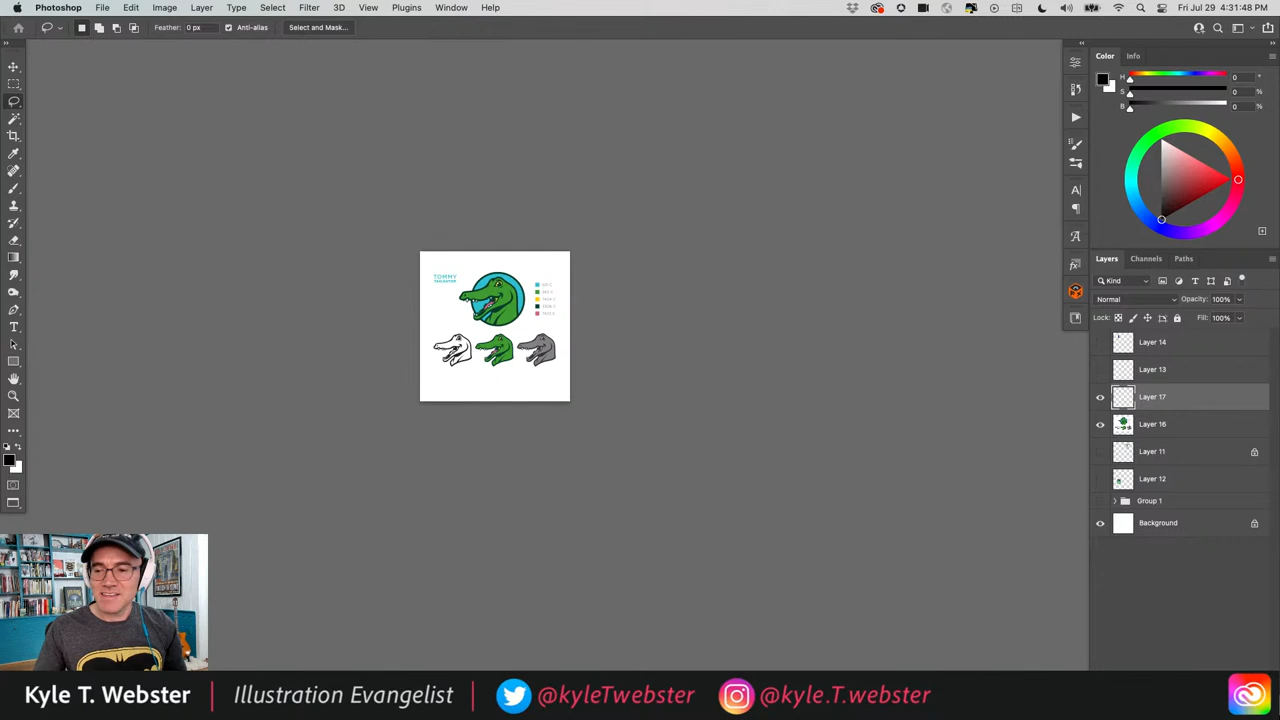 Photoshop File Edit Image Layer Type Select Filter 3D View Plugins Window Help Fri Jul 29 4:31:48 PM
Feather: 0 px Anti-alias Select and Mask...
Color Info
H 0 °
S 0 %
B 0 %
TOMMY
Layers Channels Paths
Kind
Normal Opacity: 100%
Lock: Fill: 100%
Layer 14
Layer 13
Layer 17
Layer 16
Layer 11
Layer 12
Group 1
Background
Kyle T. Webster | Illustration Evangelist | @kyleTwebster @kyle.T.webster